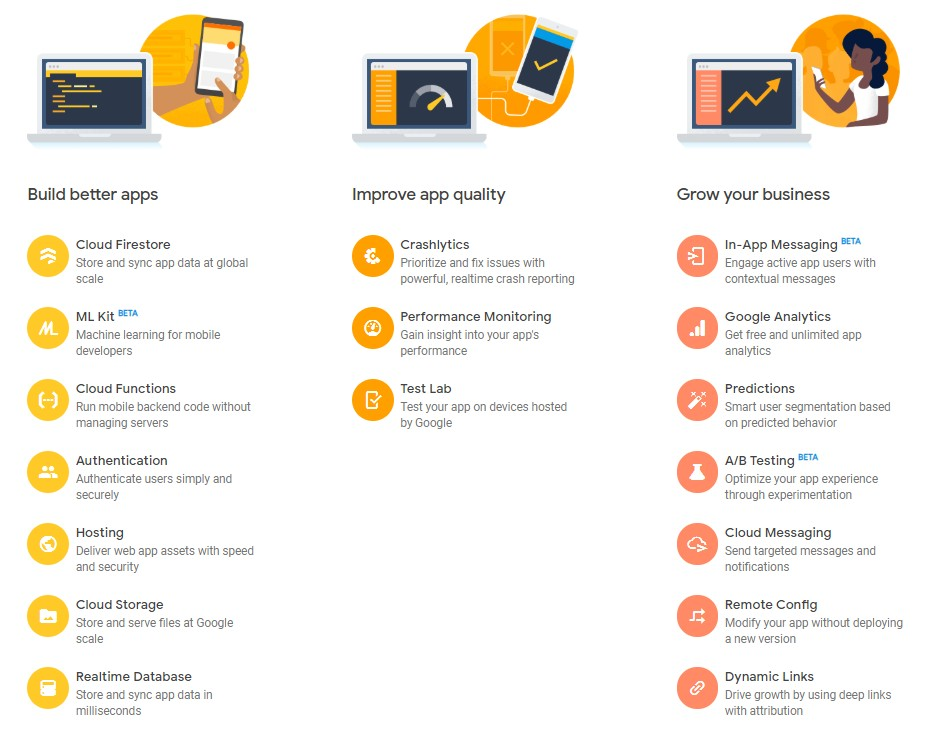 Build better apps
Cloud Firestore
Store and sync app data at global
scale
ML Kit BETA
Machine learning for mobile
developers
Cloud Functions
Run mobile backend code without
managing servers
Authentication
Authenticate users simply and
securely
Hosting
Deliver web app assets with speed
and security
Cloud Storage
Store and serve files at Google
scale
Realtime Database
Store and sync app data in
milliseconds
Improve app quality
Crashlytics
Prioritize and fix issues with
powerful, realtime crash reporting
Performance Monitoring
Gain insight into your app's
performance
Test Lab
Test your app on devices hosted
by Google
Grow your business
In-App Messaging BETA
Engage active app users with
contextual messages
Google Analytics
Get free and unlimited app
analytics
Predictions
Smart user segmentation based
on predicted behavior
A/B Testing BETA
Optimize your app experience
through experimentation
Cloud Messaging
Send targeted messages and
notifications
Remote Config
Modify your app without deploying
a new version
Dynamic Links
Drive growth by using deep links
with attribution